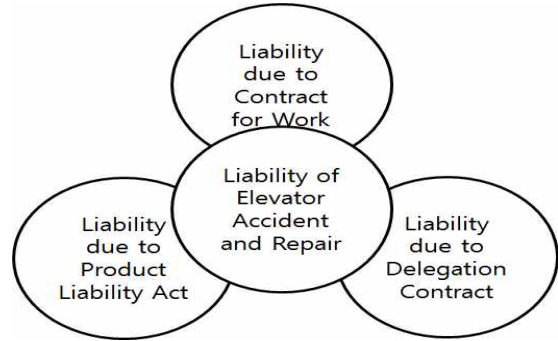 Liability
due to
Contract
for Work
Liability of
Elevator
Accident
and Repair
Liability
due to
Product
Liability Act
Liability
due to
Delegation
Contract